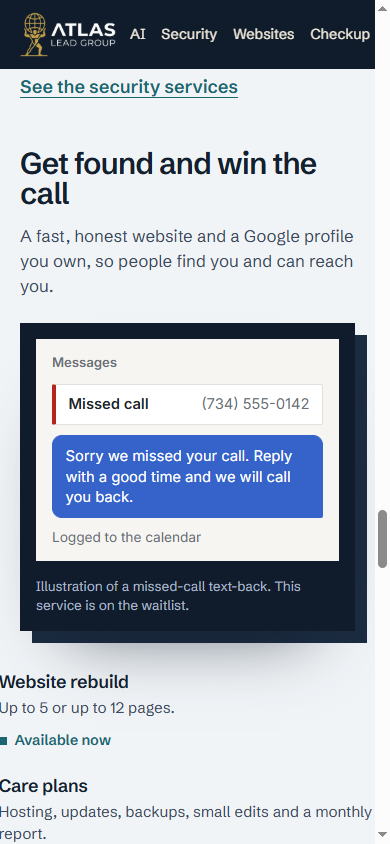 ATLAS
LEAD GROUP
AI Security Websites Checkup
See the security services
Get found and win the
call
A fast, honest website and a Google profile
you own, so people find you and can reach
you.
Messages
Missed call (734) 555-0142
Sorry we missed your call. Reply
with a good time and we will call
you back.
Logged to the calendar
Illustration of a missed-call text-back. This
service is on the waitlist.
Website rebuild
Up to 5 or up to 12 pages.
Available now
Care plans
Hosting, updates, backups, small edits and a monthly
report.